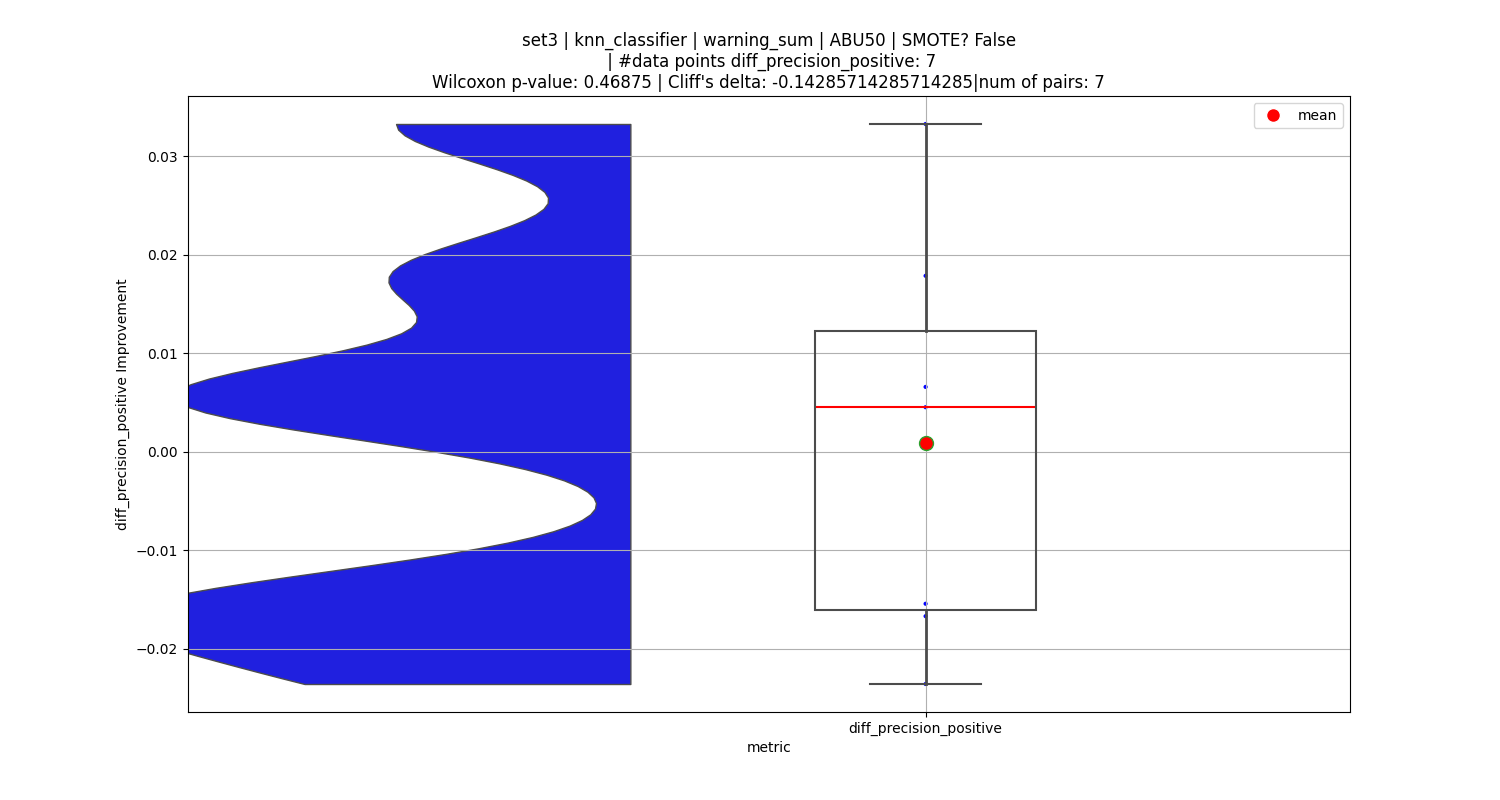 set3 | knn_classifier | warning_sum | ABU50 | SMOTE? False
| #data points diff_precision_positive: 7
Wilcoxon p-value: 0.46875 | Cliff's delta: -0.14285714285714285|num of pairs: 7
mean
0.03
0.02
0.01
0.00
−0.01
−0.02
diff_precision_positive Improvement
diff_precision_positive
metric